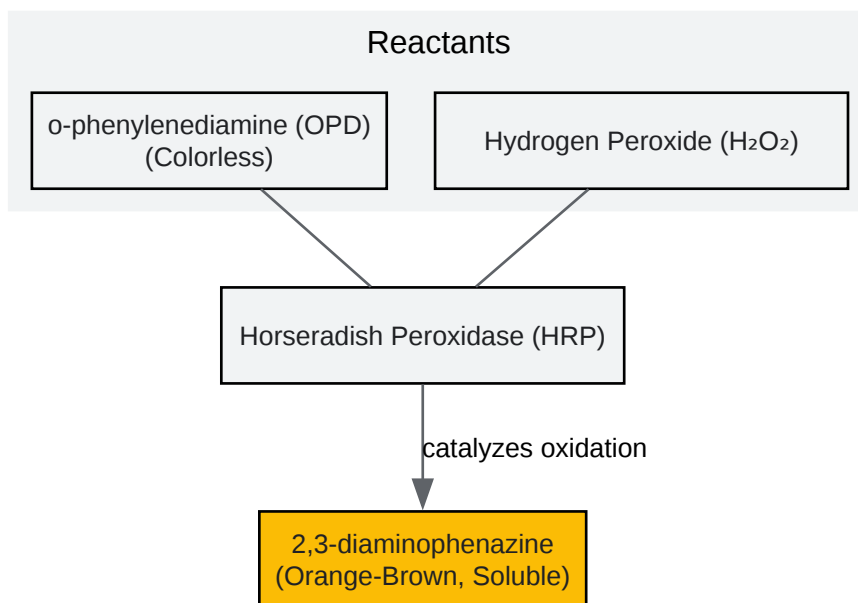 Reactants
o-phenylenediamine (OPD)
(Colorless)
Hydrogen Peroxide (H₂O₂)
Horseradish Peroxidase (HRP)
catalyzes oxidation
2,3-diaminophenazine
(Orange-Brown, Soluble)